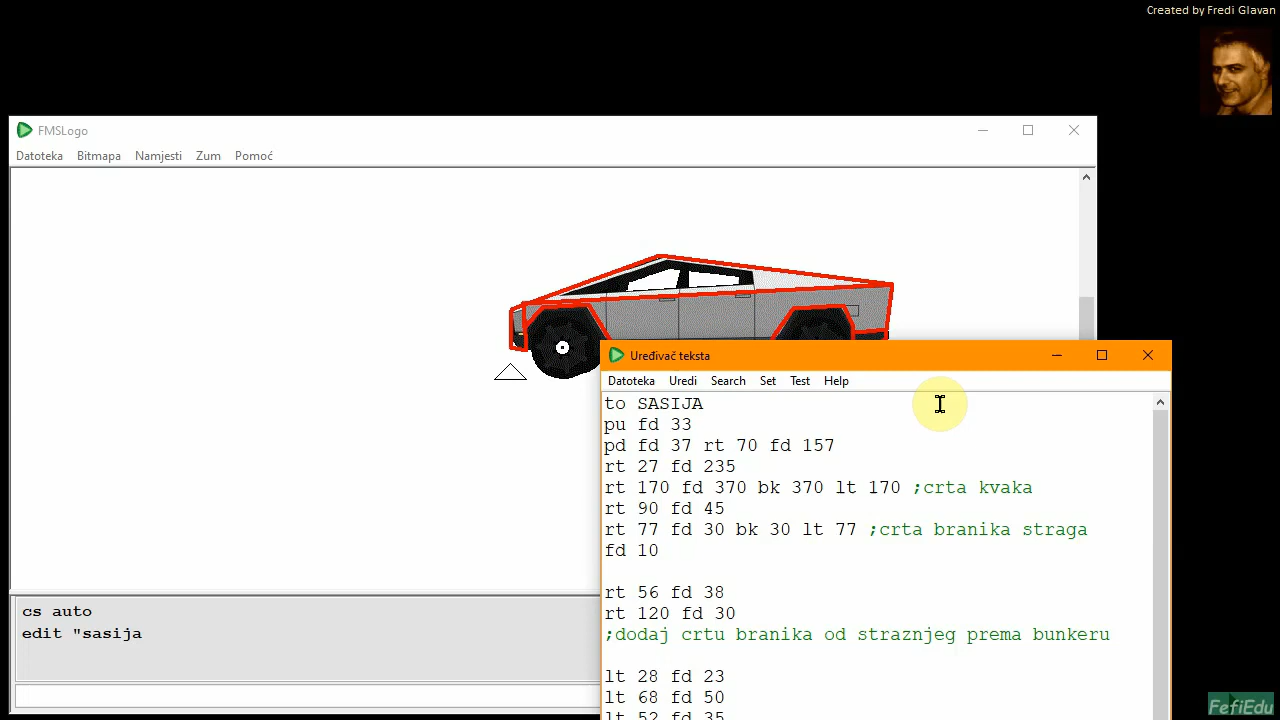 Created by Fredi Glavan
FMSLogo
Datoteka Bitmapa Namjesti Zum Pomoć
Uređivač teksta
Datoteka Uredi Search Set Test Help
to SASIJA
pu fd 33
pd fd 37 rt 70 fd 157
rt 27 fd 235
rt 170 fd 370 bk 370 lt 170 ;crta kvaka
rt 90 fd 45
rt 77 fd 30 bk 30 lt 77 ;crta branika straga
fd 10
rt 56 fd 38
rt 120 fd 30
;dodaj crtu branika od straznjeg prema bunkeru
lt 28 fd 23
lt 68 fd 50
lt 52 fd 35
cs auto
edit "sasija
FefiEdu